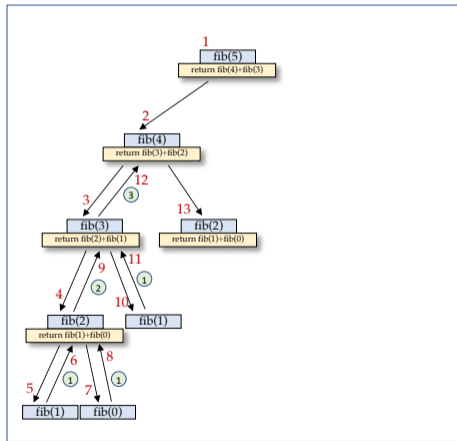 1
fib(5)
return fib(4)+fib(3)
2
fib(4)
return fib(3)+fib(2)
12
3
3
13
fib(3)
return fib(2)+fib(1)
fib(2)
return fib(1)+fib(0)
11
9
1
4
2
10
fib(2)
return fib(1)+fib(0)
fib(1)
6
8
5
1
7
1
fib(1)
fib(0)